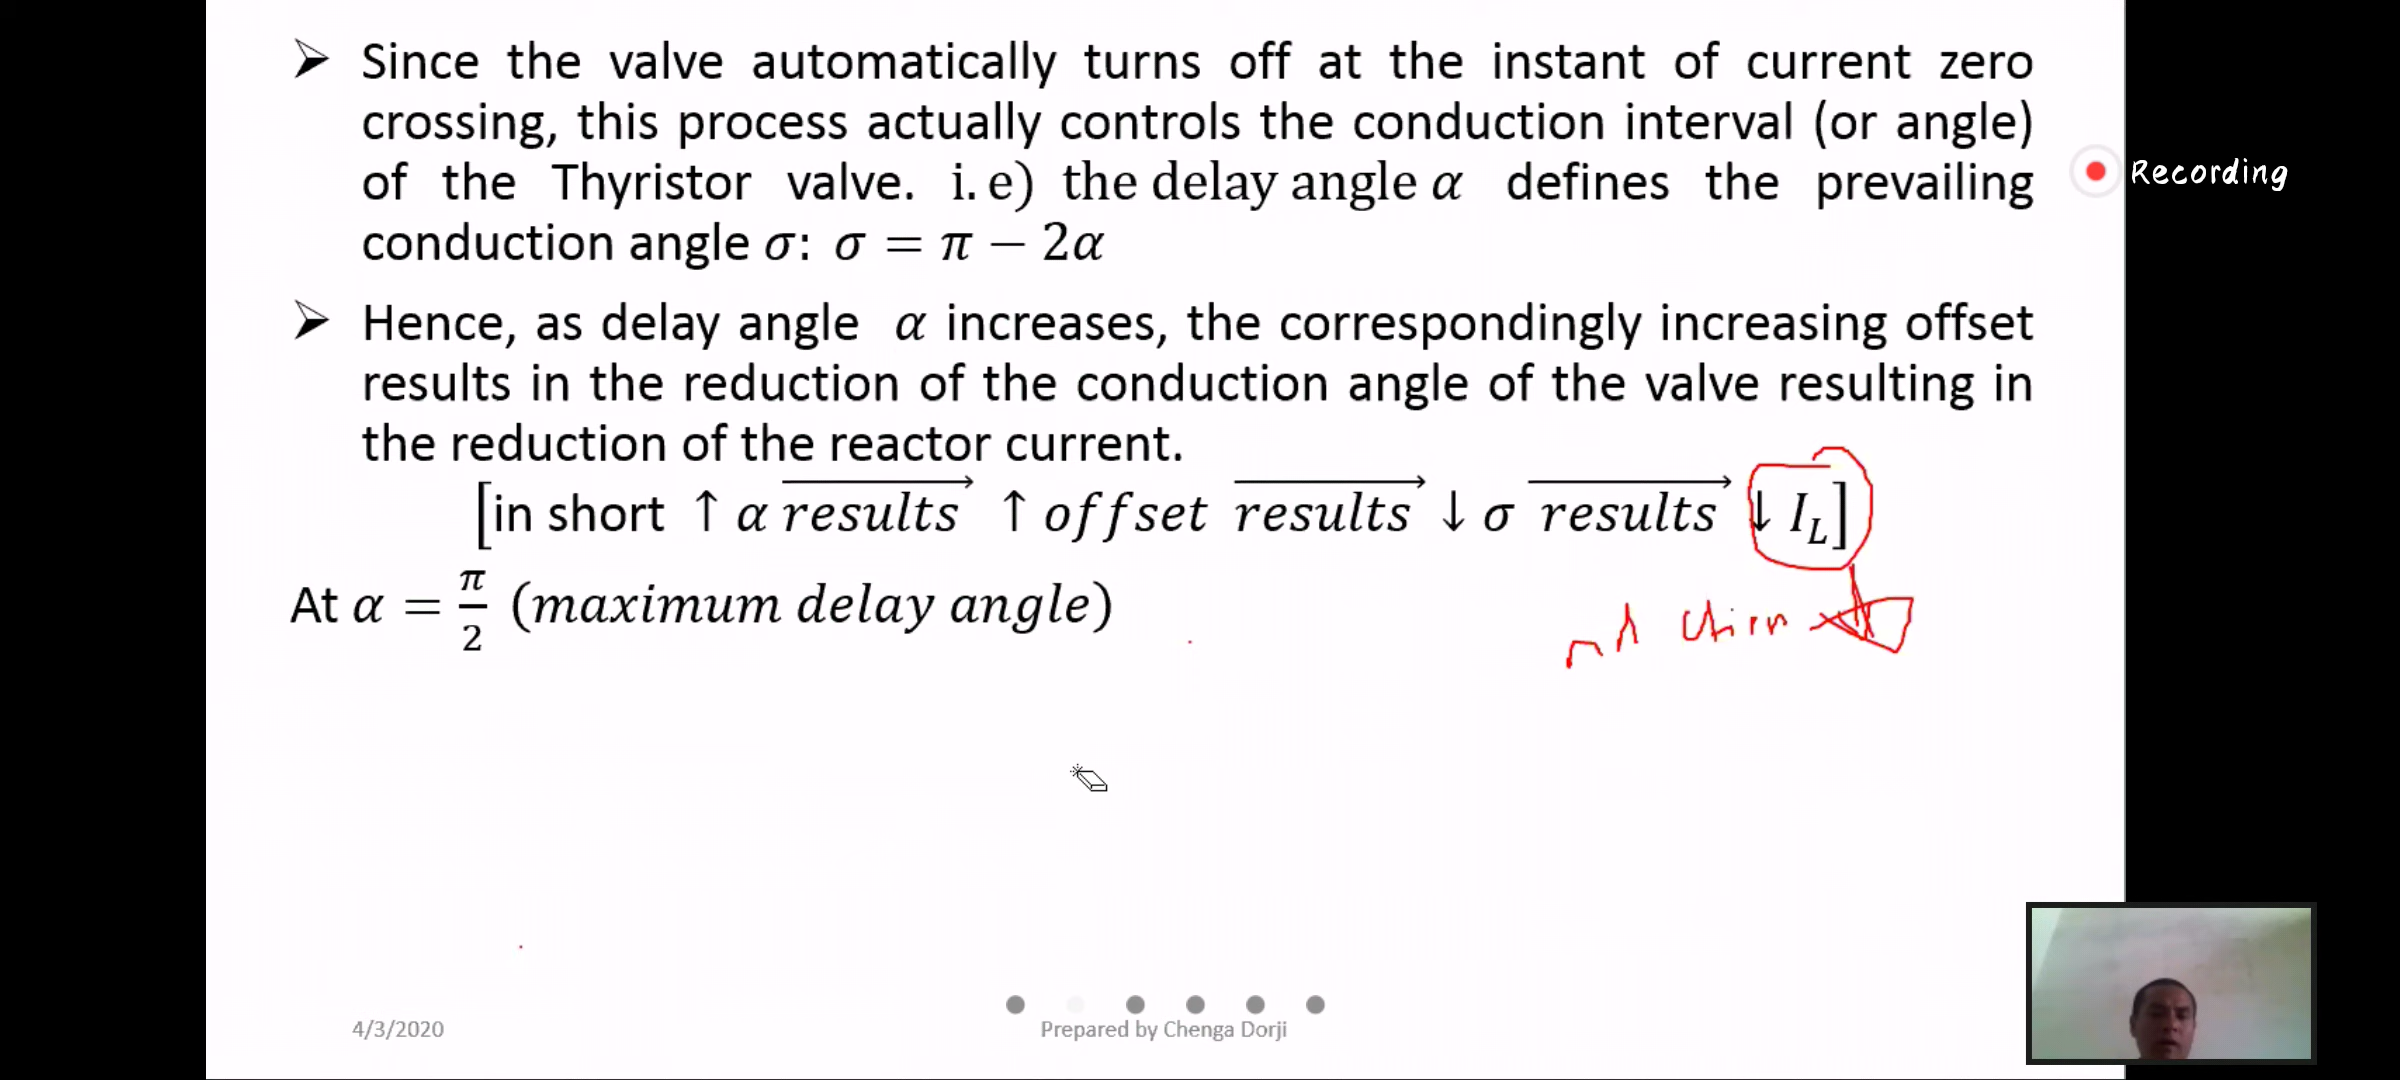 ➢ Since the valve automatically turns off at the instant of current zero
crossing, this process actually controls the conduction interval (or angle)
of the Thyristor valve. i.e) the delay angle α defines the prevailing
conduction angle σ: σ = π − 2α
Recording
➢ Hence, as delay angle α increases, the correspondingly increasing offset
results in the reduction of the conduction angle of the valve resulting in
the reduction of the reactor current.
[in short ↑ α results→ ↑ offset results→ ↓ σ results→ ↓ I_L]
At α = π/2 (maximum delay angle)
4/3/2020
Prepared by Chenga Dorji